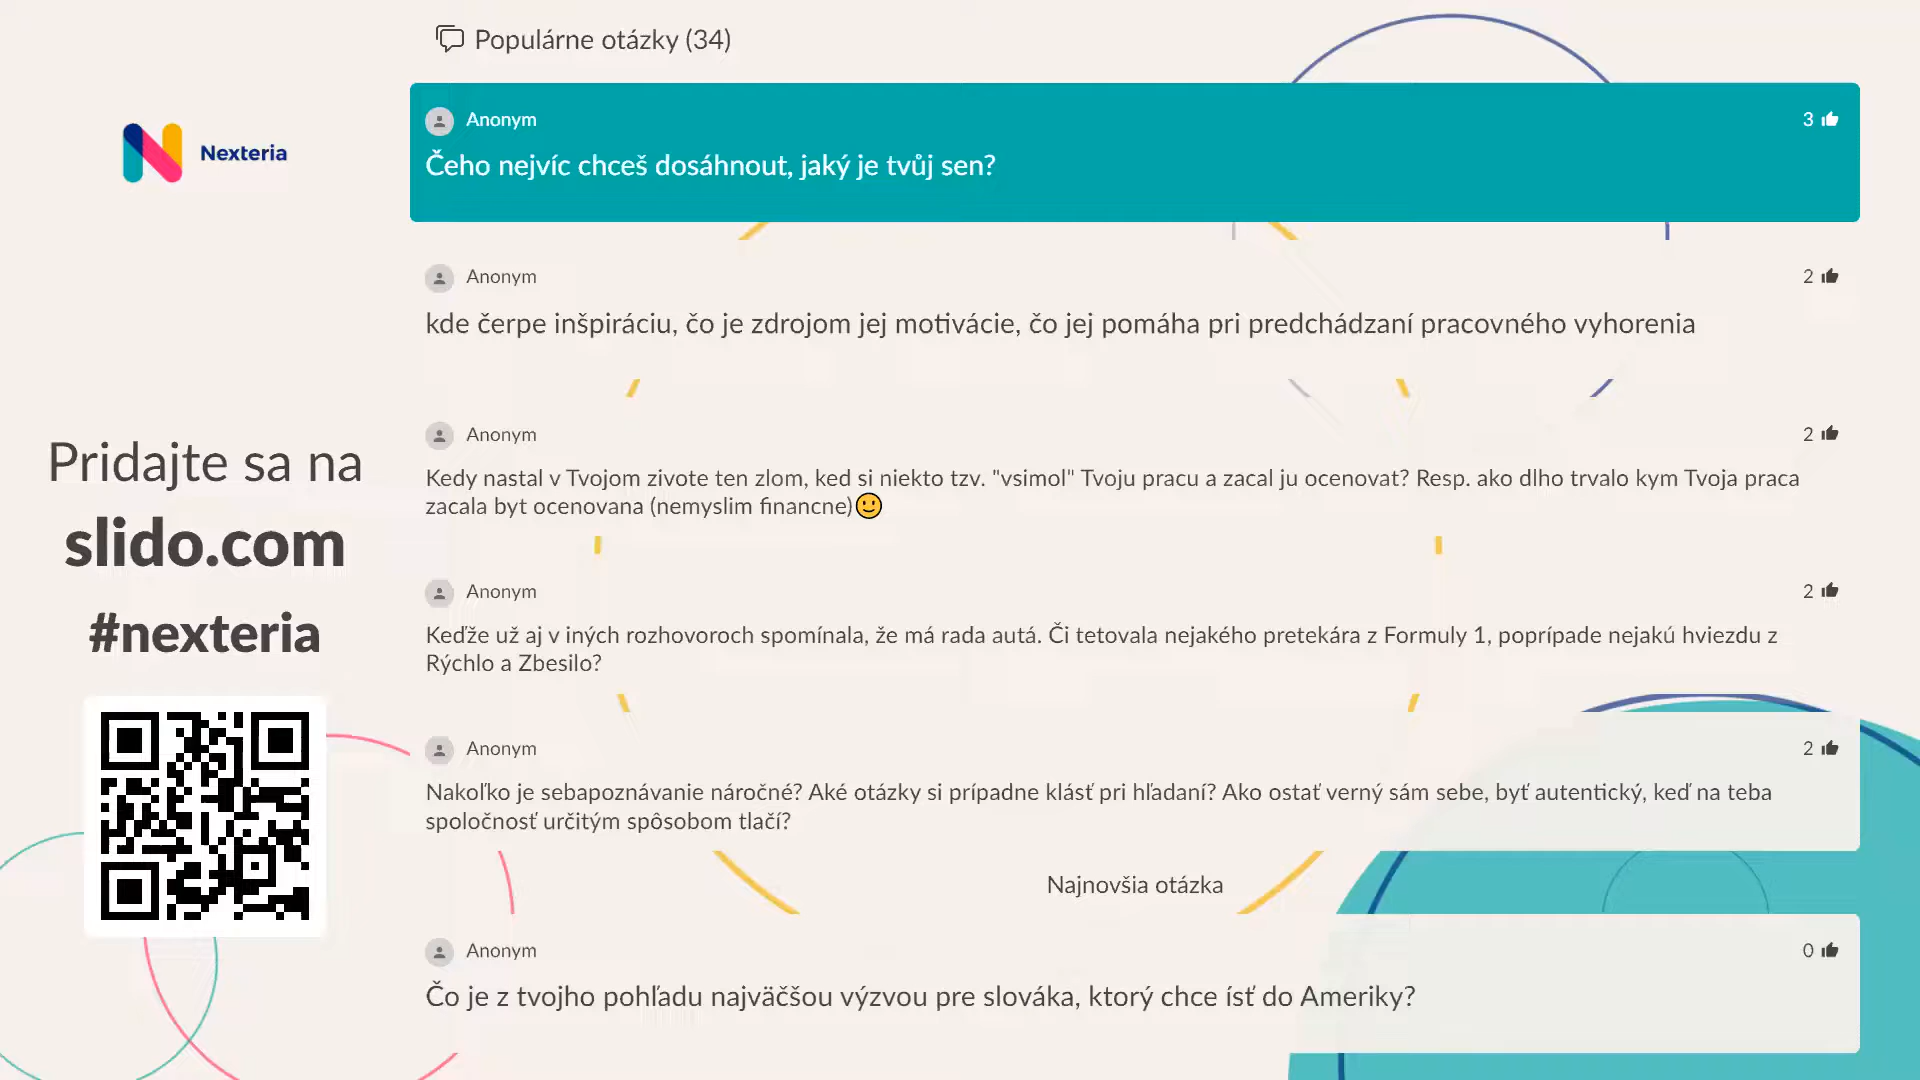 Populárne otázky (34)
Nexteria
Pridajte sa na
slido.com
#nexteria
Anonym
3
Čeho nejvíc chceš dosáhnout, jaký je tvůj sen?
Anonym
2
kde čerpe inšpiráciu, čo je zdrojom jej motivácie, čo jej pomáha pri predchádzaní pracovného vyhorenia
Anonym
2
Kedy nastal v Tvojom zivote ten zlom, ked si niekto tzv. "vsimol" Tvoju pracu a zacal ju ocenovat? Resp. ako dlho trvalo kym Tvoja praca
zacala byt ocenovana (nemyslim financne)🙂
Anonym
2
Keďže už aj v iných rozhovoroch spomínala, že má rada autá. Či tetovala nejakého pretekára z Formuly 1, poprípade nejakú hviezdu z
Rýchlo a Zbesilo?
Anonym
2
Nakoľko je sebapoznávanie náročné? Aké otázky si prípadne klásť pri hľadaní? Ako ostať verný sám sebe, byť autentický, keď na teba
spoločnosť určitým spôsobom tlačí?
Najnovšia otázka
Anonym
0
Čo je z tvojho pohľadu najväčšou výzvou pre slováka, ktorý chce ísť do Ameriky?